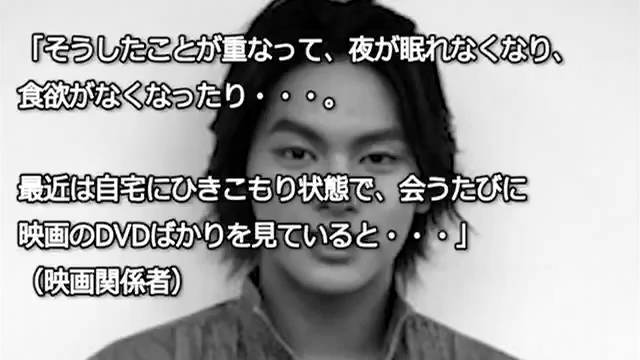 「そうしたことが重なって、夜が眠れなくなり、
食欲がなくなったり・・・。
最近は自宅にひきこもり状態で、会うたびに
映画のDVDばかりを見ていると・・・」
（映画関係者）